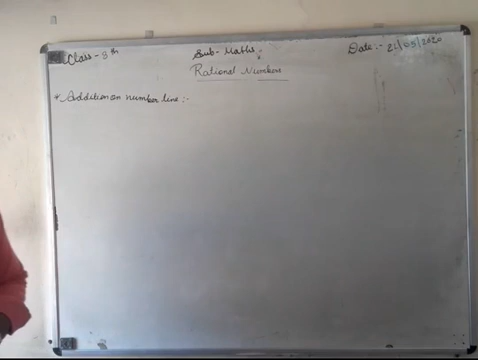 Class - 8th Sub - Maths :- Date :- 21/05/2020
Rational Numbers
* Addition on number line :-